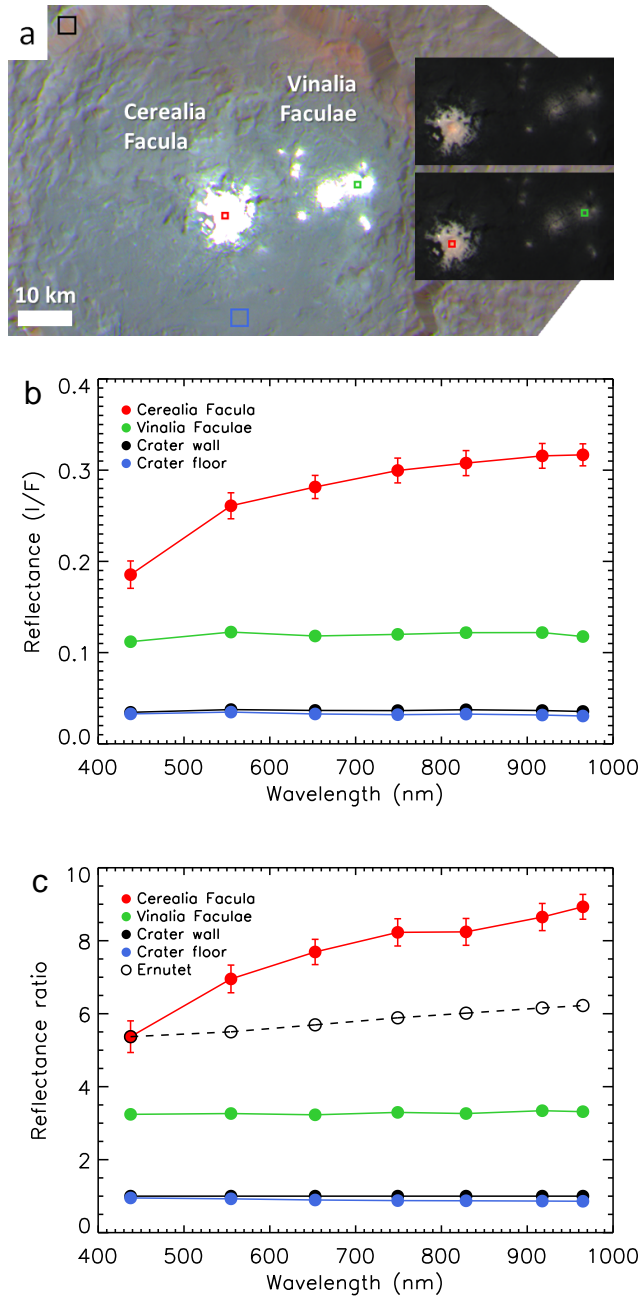 a
Cerealia
Facula
Vinalia
Faculae
10 km
b
0.4
0.3
0.2
0.1
0.0
Reflectance (I/F)
Cerealia Facula
Vinalia Faculae
Crater wall
Crater floor
400 500 600 700 800 900 1000
Wavelength (nm)
c
10
8
6
4
2
0
Reflectance ratio
Cerealia Facula
Vinalia Faculae
Crater wall
Crater floor
Ernutet
400 500 600 700 800 900 1000
Wavelength (nm)